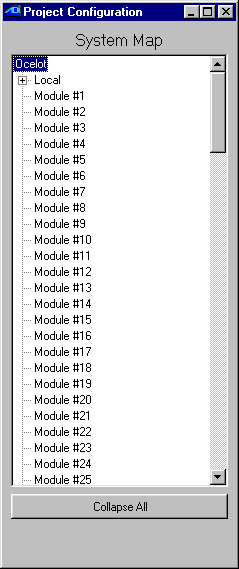 Project Configuration
System Map
Ocelot
Local
Module #1
Module #2
Module #3
Module #4
Module #5
Module #6
Module #7
Module #8
Module #9
Module #10
Module #11
Module #12
Module #13
Module #14
Module #15
Module #16
Module #17
Module #18
Module #19
Module #20
Module #21
Module #22
Module #23
Module #24
Module #25
Collapse All